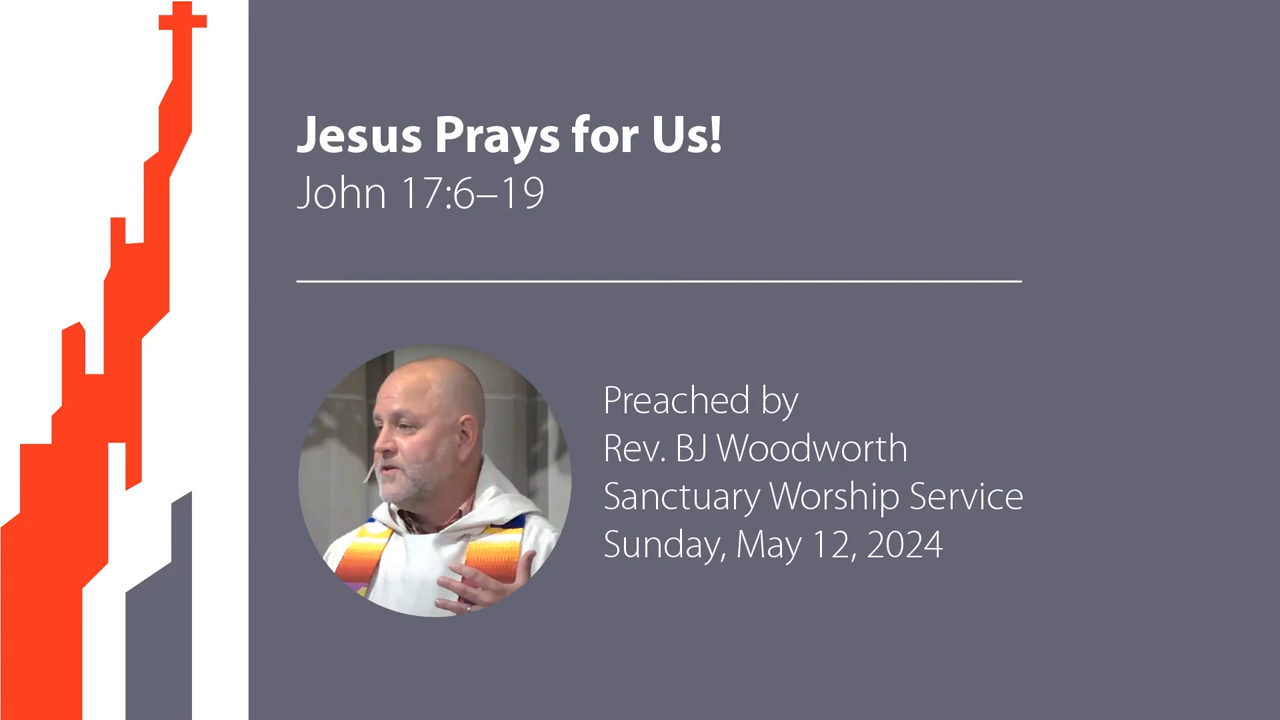 Jesus Prays for Us!
John 17:6–19
Preached by
Rev. BJ Woodworth
Sanctuary Worship Service
Sunday, May 12, 2024